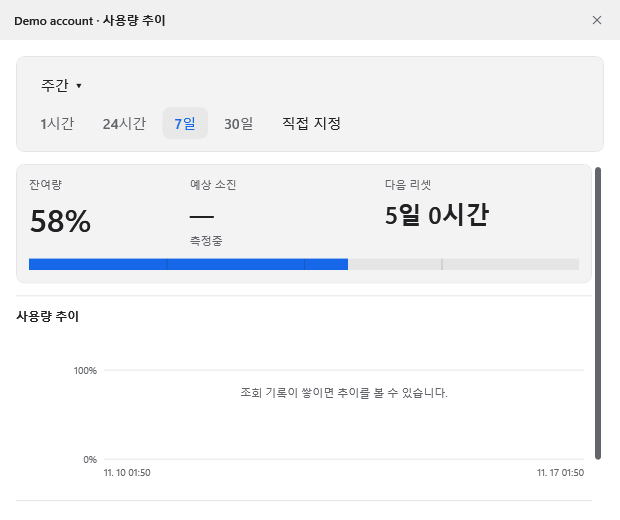 Demo account · 사용량 추이
주간 ▾
1시간 24시간 7일 30일 직접 지정
잔여량 예상 소진 다음 리셋
58% — 5일 0시간
측정중
사용량 추이
100%
조회 기록이 쌓이면 추이를 볼 수 있습니다.
0%
11. 10 01:50 11. 17 01:50